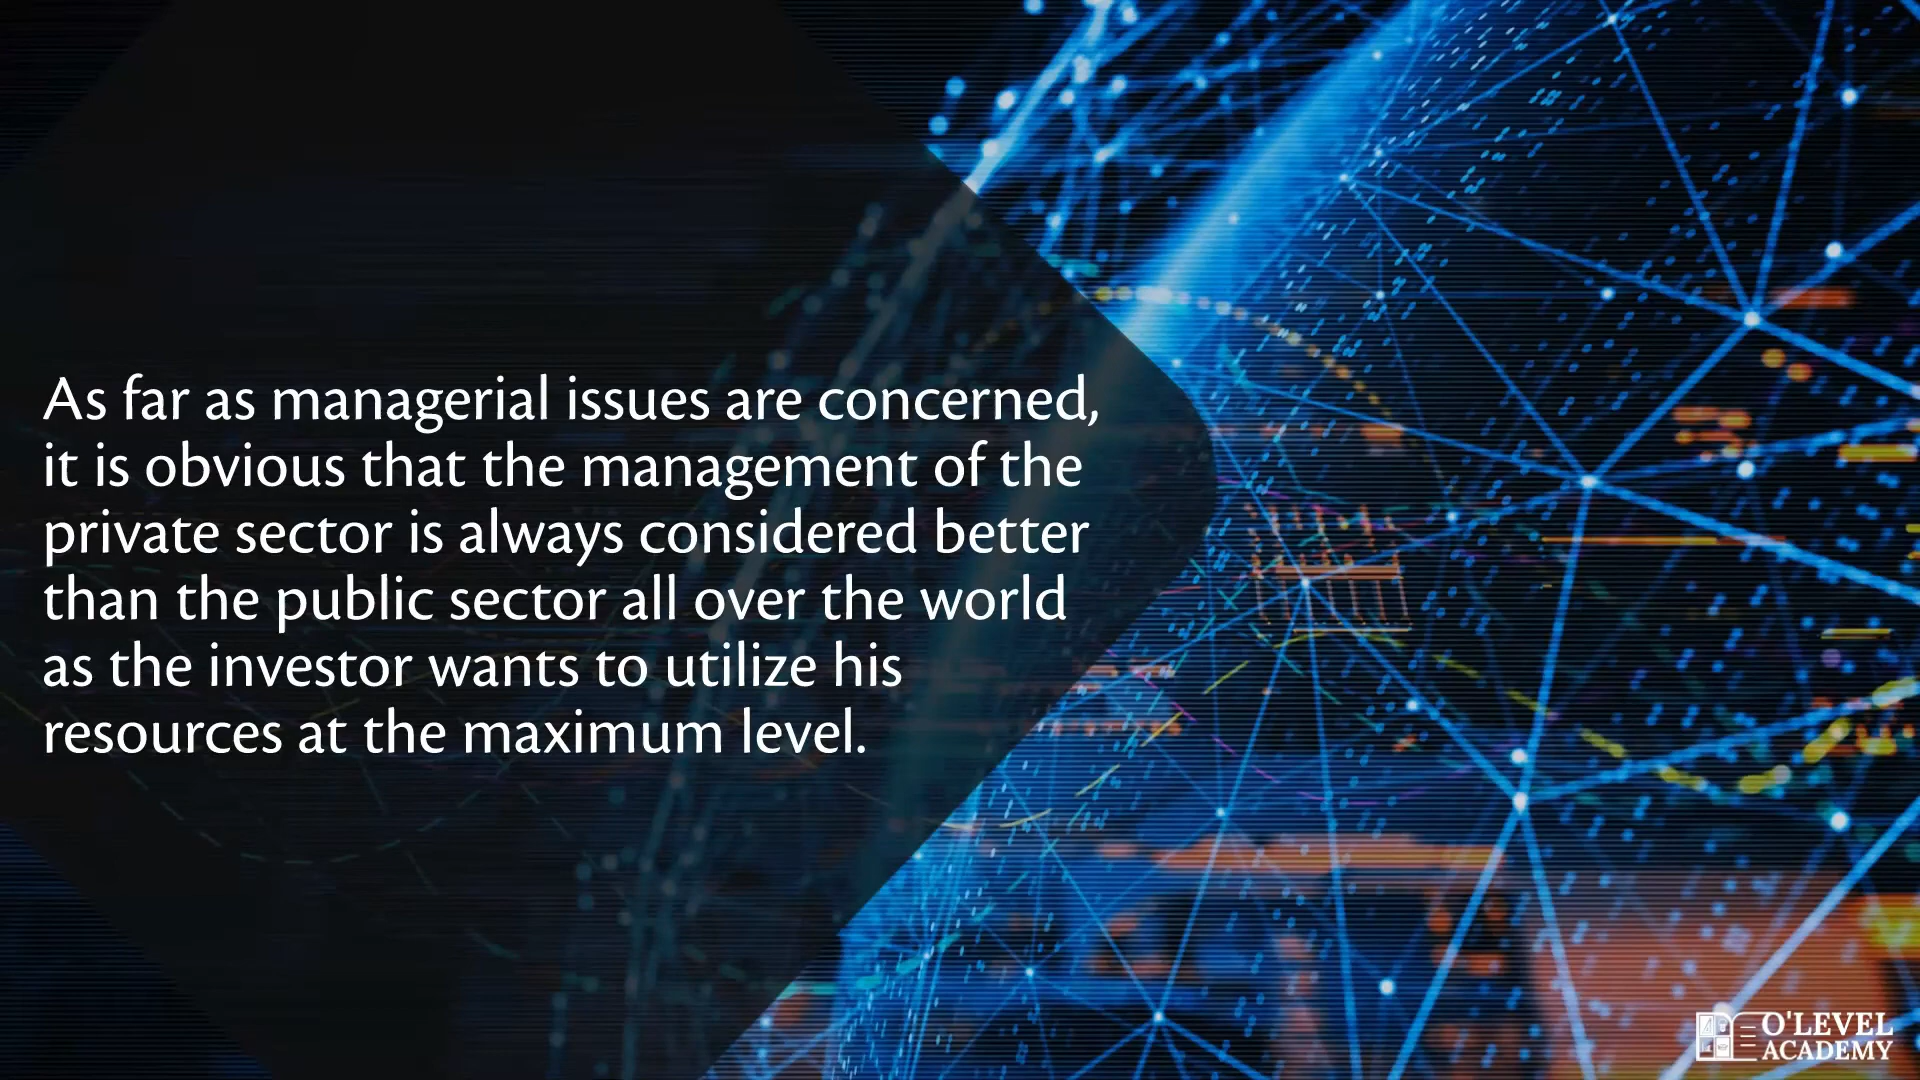 As far as managerial issues are concerned,
it is obvious that the management of the
private sector is always considered better
than the public sector all over the world
as the investor wants to utilize his
resources at the maximum level.
O'LEVEL
ACADEMY